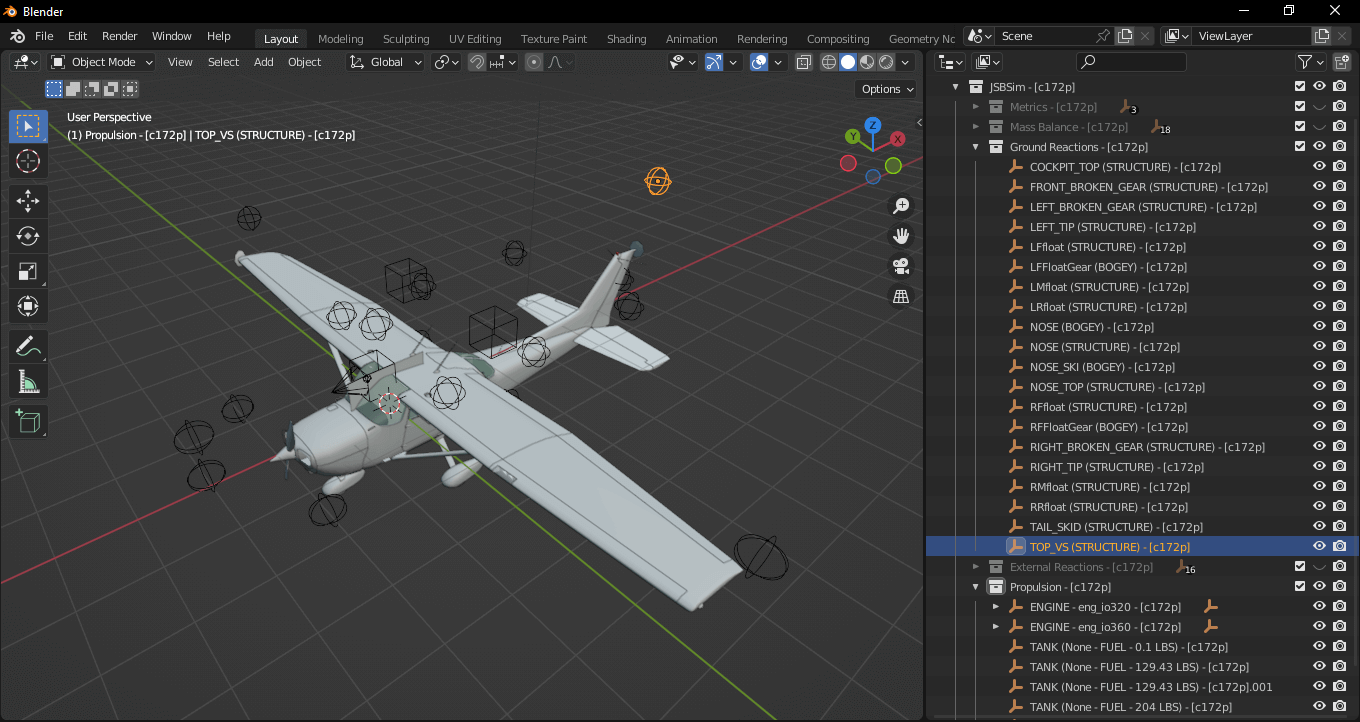 Blender
File Edit Render Window Help Layout Modeling Sculpting UV Editing Texture Paint Shading Animation Rendering Compositing Geometry Nc Scene ViewLayer
Object Mode View Select Add Object Global
Options
User Perspective
(1) Propulsion - [c172p] | TOP_VS (STRUCTURE) - [c172p]
Z
Y
X
JSBSim - [c172p]
Metrics - [c172p] 3
Mass Balance - [c172p] 18
Ground Reactions - [c172p]
COCKPIT_TOP (STRUCTURE) - [c172p]
FRONT_BROKEN_GEAR (STRUCTURE) - [c172p]
LEFT_BROKEN_GEAR (STRUCTURE) - [c172p]
LEFT_TIP (STRUCTURE) - [c172p]
LFfloat (STRUCTURE) - [c172p]
LFFloatGear (BOGEY) - [c172p]
LMfloat (STRUCTURE) - [c172p]
LRfloat (STRUCTURE) - [c172p]
NOSE (BOGEY) - [c172p]
NOSE (STRUCTURE) - [c172p]
NOSE_SKI (BOGEY) - [c172p]
NOSE_TOP (STRUCTURE) - [c172p]
RFfloat (STRUCTURE) - [c172p]
RFFloatGear (BOGEY) - [c172p]
RIGHT_BROKEN_GEAR (STRUCTURE) - [c172p]
RIGHT_TIP (STRUCTURE) - [c172p]
RMfloat (STRUCTURE) - [c172p]
RRfloat (STRUCTURE) - [c172p]
TAIL_SKID (STRUCTURE) - [c172p]
TOP_VS (STRUCTURE) - [c172p]
External Reactions - [c172p] 16
Propulsion - [c172p]
ENGINE - eng_io320 - [c172p]
ENGINE - eng_io360 - [c172p]
TANK (None - FUEL - 0.1 LBS) - [c172p]
TANK (None - FUEL - 129.43 LBS) - [c172p]
TANK (None - FUEL - 129.43 LBS) - [c172p].001
TANK (None - FUEL - 204 LBS) - [c172p]